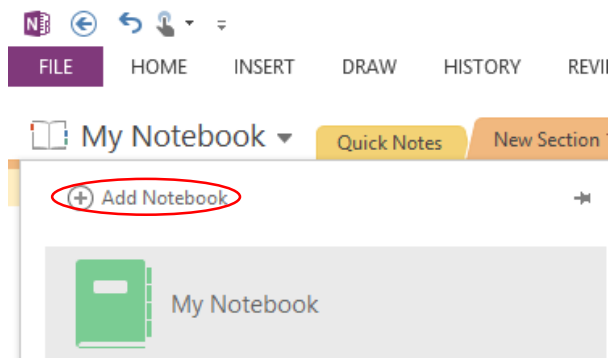 FILE HOME INSERT DRAW HISTORY
My Notebook Quick Notes New Section
Add Notebook
My Notebook